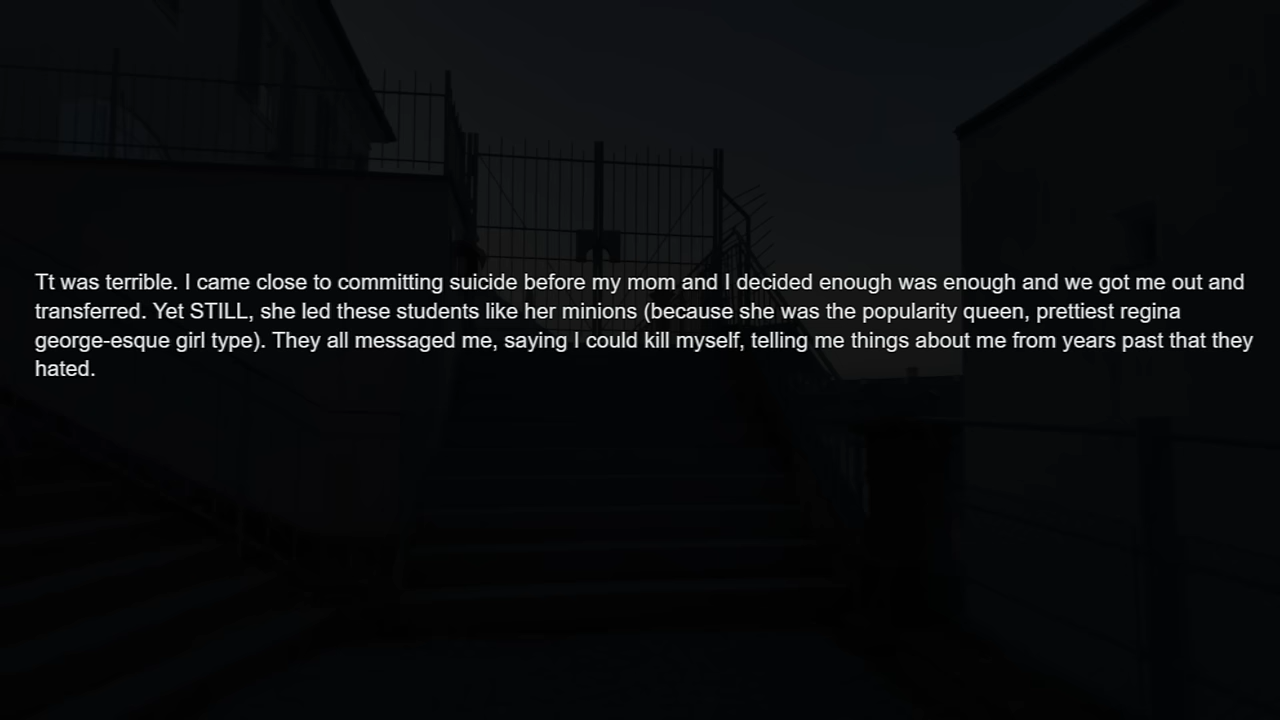 Tt was terrible. I came close to committing suicide before my mom and I decided enough was enough and we got me out and
transferred. Yet STILL, she led these students like her minions (because she was the popularity queen, prettiest regina
george-esque girl type). They all messaged me, saying I could kill myself, telling me things about me from years past that they
hated.